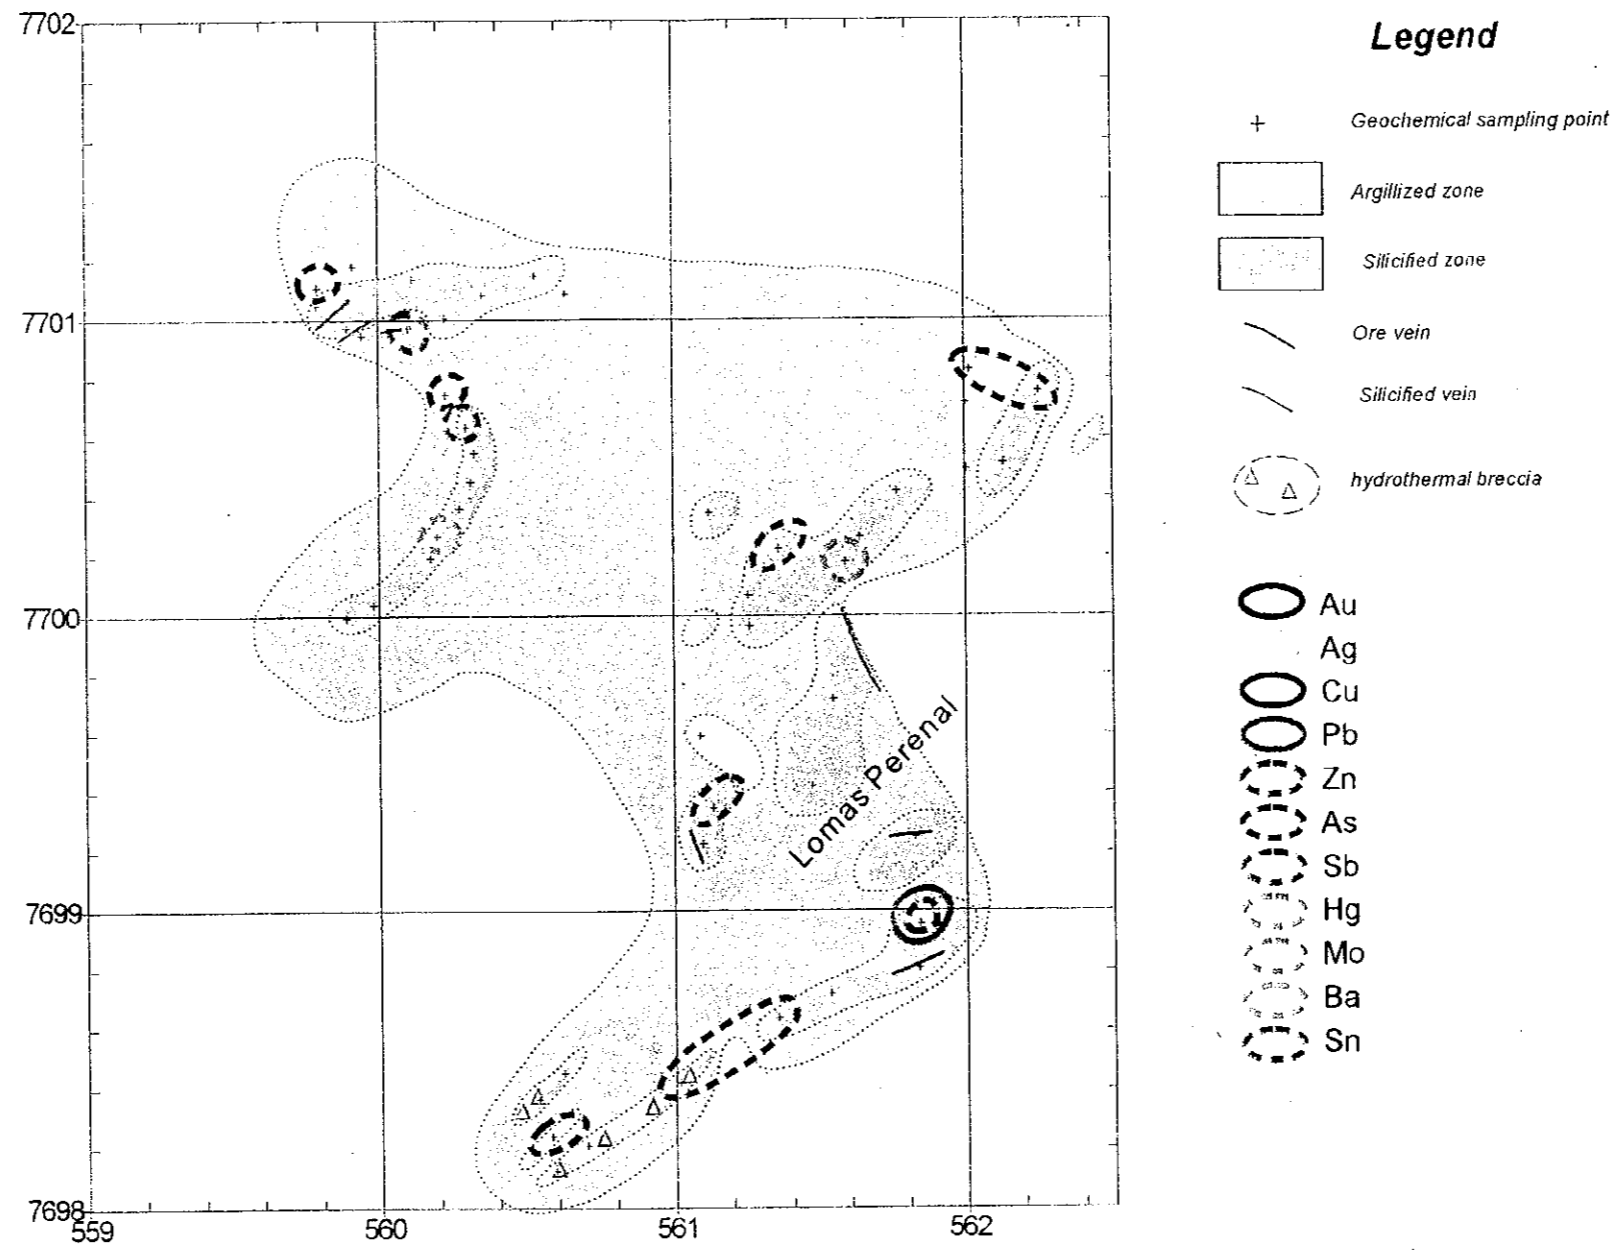 7702
7701
7700
7699
7698
559
560
561
562
Lomas Perenal
Legend
Geochemical sampling point
Argillized zone
Silicified zone
Ore vein
Silicified vein
hydrothermal breccia
Au
Ag
Cu
Pb
Zn
As
Sb
Hg
Mo
Ba
Sn